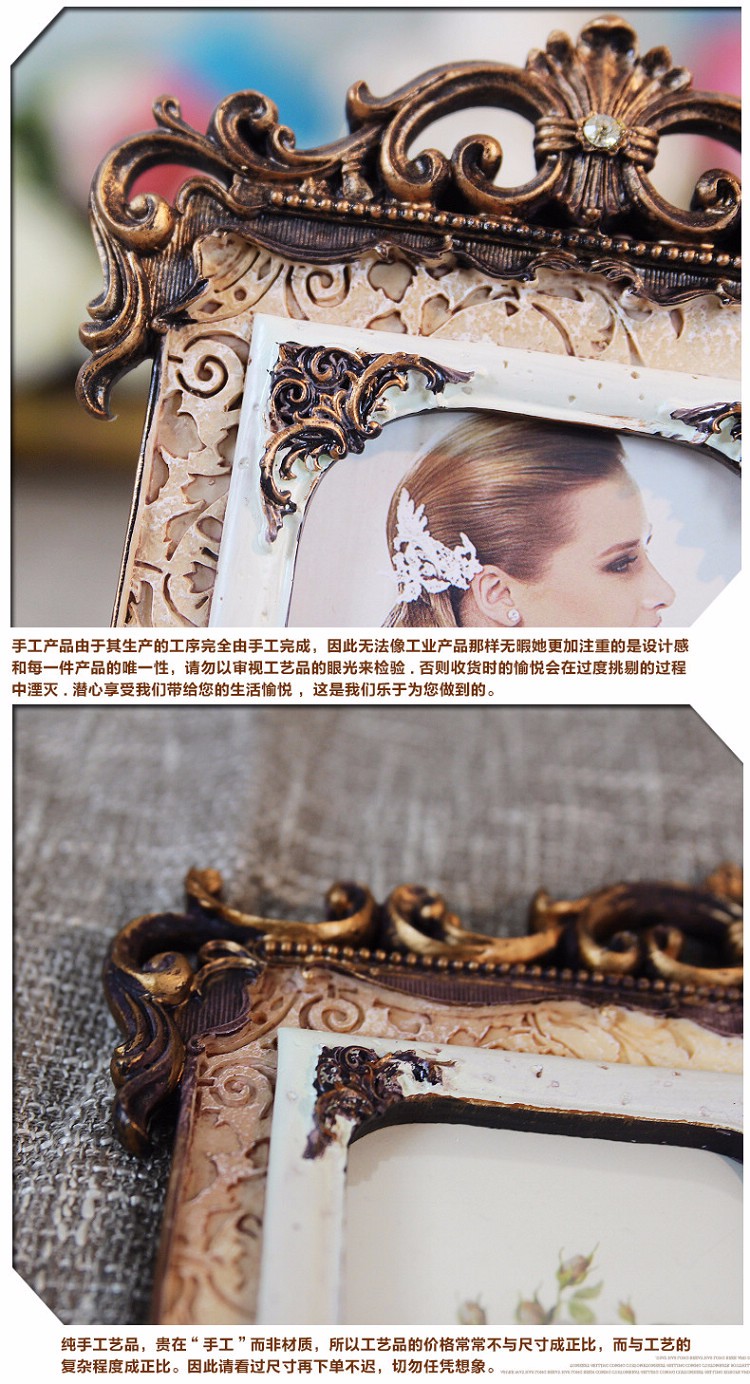 手工产品由于其生产的工序完全由手工完成，因此无法像工业产品那样无暇她更加注重的是设计感
和每一件产品的唯一性，请勿以审视工艺品的眼光来检验．否则收货时的愉悦会在过度挑剔的过程
中湮灭．潜心享受我们带给您的生活愉悦 ，这是我们乐于为您做到的。
纯手工艺品，贵在“手工”而非材质，所以工艺品的价格常常不与尺寸成正比，而与工艺的
复杂程度成正比。因此请看过尺寸再下单不迟，切勿任凭想象。